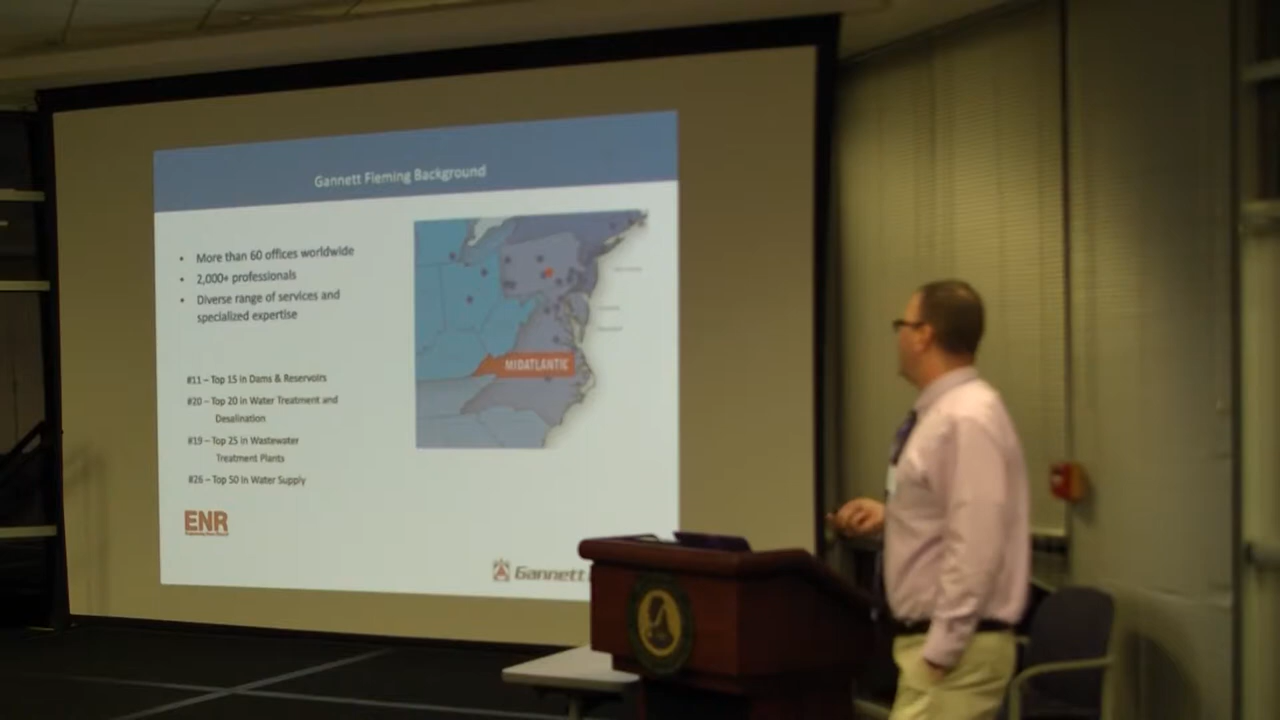 Gannett Fleming Background
• More than 60 offices worldwide
• 2,000+ professionals
• Diverse range of services and
specialized expertise
MIDATLANTIC
#11 – Top 15 in Dams & Reservoirs
#20 – Top 20 in Water Treatment and
Desalination
#19 – Top 25 in Wastewater
Treatment Plants
#26 – Top 50 in Water Supply
ENR
Gannett